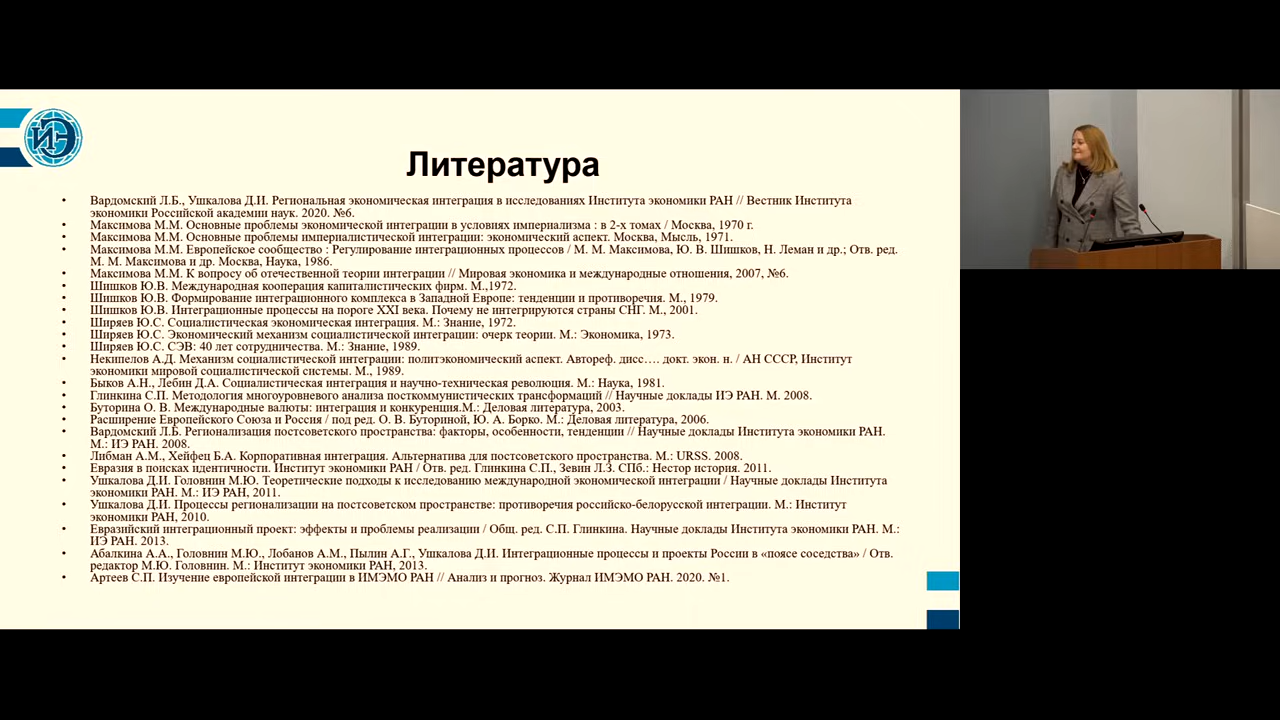 ИЭ
Литература
• Вардомский Л.Б., Ушкалова Д.И. Региональная экономическая интеграция в исследованиях Института экономики РАН // Вестник Института
экономики Российской академии наук. 2020. №6.
• Максимова М.М. Основные проблемы экономической интеграции в условиях империализма : в 2-х томах / Москва, 1970 г.
• Максимова М.М. Основные проблемы империалистической интеграции: экономический аспект. Москва, Мысль, 1971.
• Максимова М.М. Европейское сообщество : Регулирование интеграционных процессов / М. М. Максимова, Ю. В. Шишков, Н. Леман и др.; Отв. ред.
М. М. Максимова и др. Москва, Наука, 1986.
• Максимова М.М. К вопросу об отечественной теории интеграции // Мировая экономика и международные отношения, 2007, №6.
• Шишков Ю.В. Международная кооперация капиталистических фирм. М.,1972.
• Шишков Ю.В. Формирование интеграционного комплекса в Западной Европе: тенденции и противоречия. М., 1979.
• Шишков Ю.В. Интеграционные процессы на пороге XXI века. Почему не интегрируются страны СНГ. М., 2001.
• Ширяев Ю.С. Социалистическая экономическая интеграция. М.: Знание, 1972.
• Ширяев Ю.С. Экономический механизм социалистической интеграции: очерк теории. М.: Экономика, 1973.
• Ширяев Ю.С. СЭВ: 40 лет сотрудничества. М.: Знание, 1989.
• Некипелов А.Д. Механизм социалистической интеграции: политэкономический аспект. Автореф. дисс…. докт. экон. н. / АН СССР, Институт
экономики мировой социалистической системы. М., 1989.
• Быков А.Н., Лебин Д.А. Социалистическая интеграция и научно-техническая революция. М.: Наука, 1981.
• Глинкина С.П. Методология многоуровневого анализа посткоммунистических трансформаций // Научные доклады ИЭ РАН. М. 2008.
• Буторина О. В. Международные валюты: интеграция и конкуренция.М.: Деловая литература, 2003.
• Расширение Европейского Союза и Россия / под ред. О. В. Буториной, Ю. А. Борко. М.: Деловая литература, 2006.
• Вардомский Л.Б. Регионализация постсоветского пространства: факторы, особенности, тенденции // Научные доклады Института экономики РАН.
М.: ИЭ РАН. 2008.
• Либман А.М., Хейфец Б.А. Корпоративная интеграция. Альтернатива для постсоветского пространства. М.: URSS. 2008.
• Евразия в поисках идентичности. Институт экономики РАН / Отв. ред. Глинкина С.П., Зевин Л.З. СПб.: Нестор история. 2011.
• Ушкалова Д.И. Головнин М.Ю. Теоретические подходы к исследованию международной экономической интеграции / Научные доклады Института
экономики РАН. М.: ИЭ РАН, 2011.
• Ушкалова Д.И. Процессы регионализации на постсоветском пространстве: противоречия российско-белорусской интеграции. М.: Институт
экономики РАН, 2010.
• Евразийский интеграционный проект: эффекты и проблемы реализации / Общ. ред. С.П. Глинкина. Научные доклады Института экономики РАН. М.:
ИЭ РАН. 2013.
• Абалкина А.А., Головнин М.Ю., Лобанов А.М., Пылин А.Г., Ушкалова Д.И. Интеграционные процессы и проекты России в «поясе соседства» / Отв.
редактор М.Ю. Головнин. М.: Институт экономики РАН, 2013.
• Артеев С.П. Изучение европейской интеграции в ИМЭМО РАН // Анализ и прогноз. Журнал ИМЭМО РАН. 2020. №1.